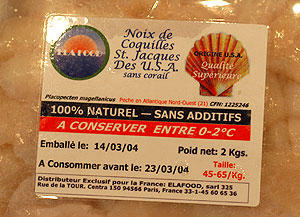 ELAFOOD
Noix de
Coquilles
St. Jacques
Des U.S.A.
sans corail
ORIGINE U.S.A.
Qualité
Supérieure
Placupecten magellanicus Peche en Atlantique Nord-Ouest (21) CFN: 1225246
100% NATUREL — SANS ADDITIFS
A CONSERVER ENTRE 0-2°C
Emballé le: 14/03/04 Poid net: 2 Kgs.
A Consommer avant le: 23/03/04 Taille:
45-65/Kg.
Distributeur Exclusif pour la France: ELAFOOD, sarl 325
Rue de la TOUR. Centra 150 94566 Paris, France 33-1-45 60 65 36